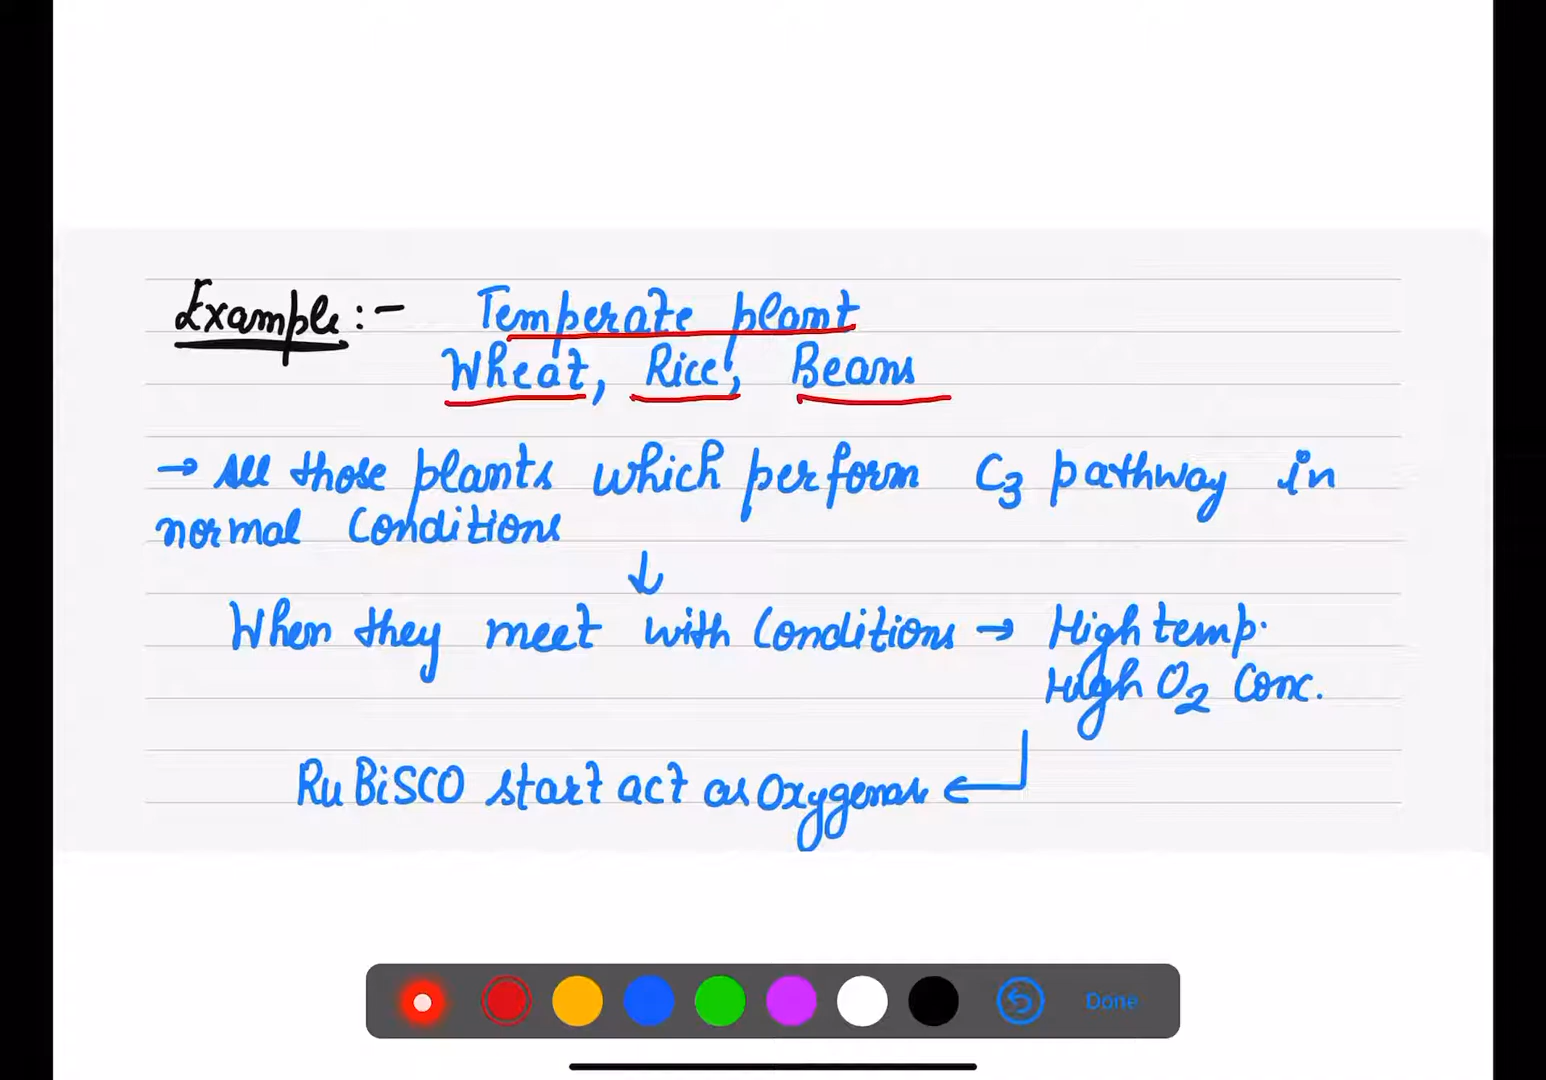 Example:- Temperate plant
Wheat, Rice, Beans
→ All those plants which perform C3 pathway in
normal Conditions
↓
When they meet with Conditions → High temp.
High O2 Conc.
RuBisCO start act as Oxygenase ←
Done